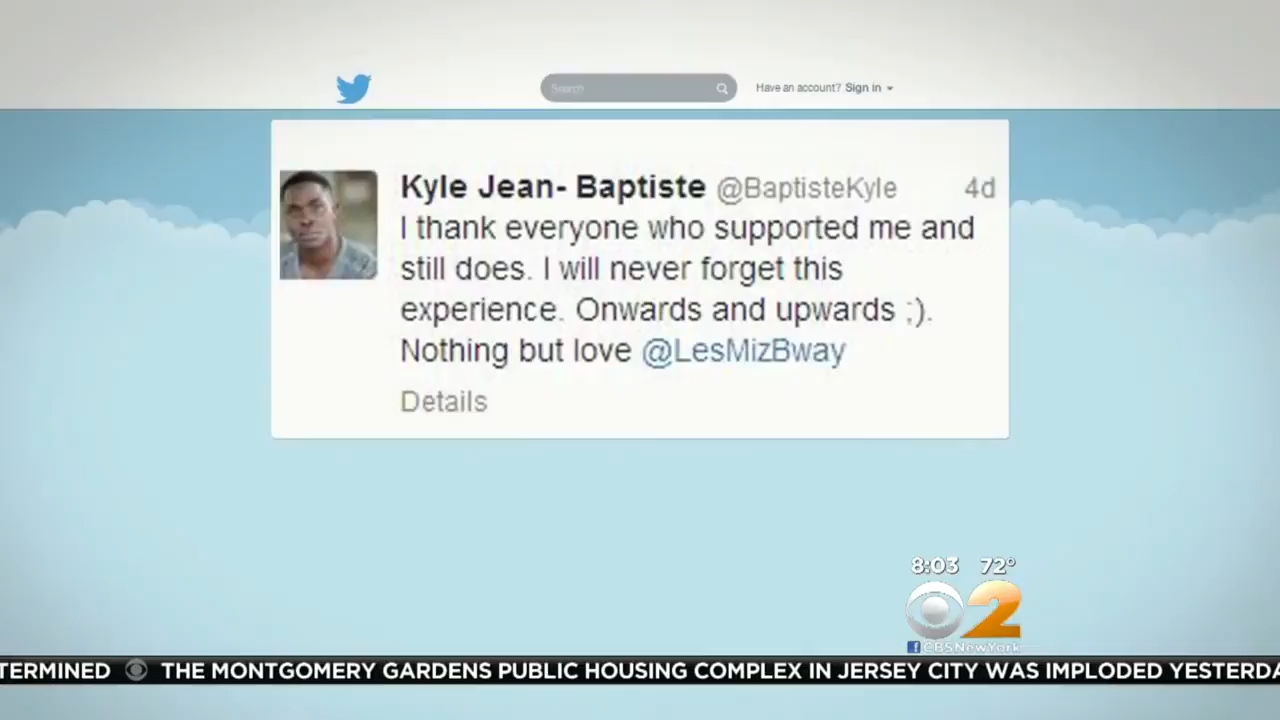 Search
Have an account? Sign in
Kyle Jean- Baptiste @BaptisteKyle 4d
I thank everyone who supported me and
still does. I will never forget this
experience. Onwards and upwards ;).
Nothing but love @LesMizBway
Details
8:03 72°
2
f @CBSNewYork
TERMINED THE MONTGOMERY GARDENS PUBLIC HOUSING COMPLEX IN JERSEY CITY WAS IMPLODED YESTERDA